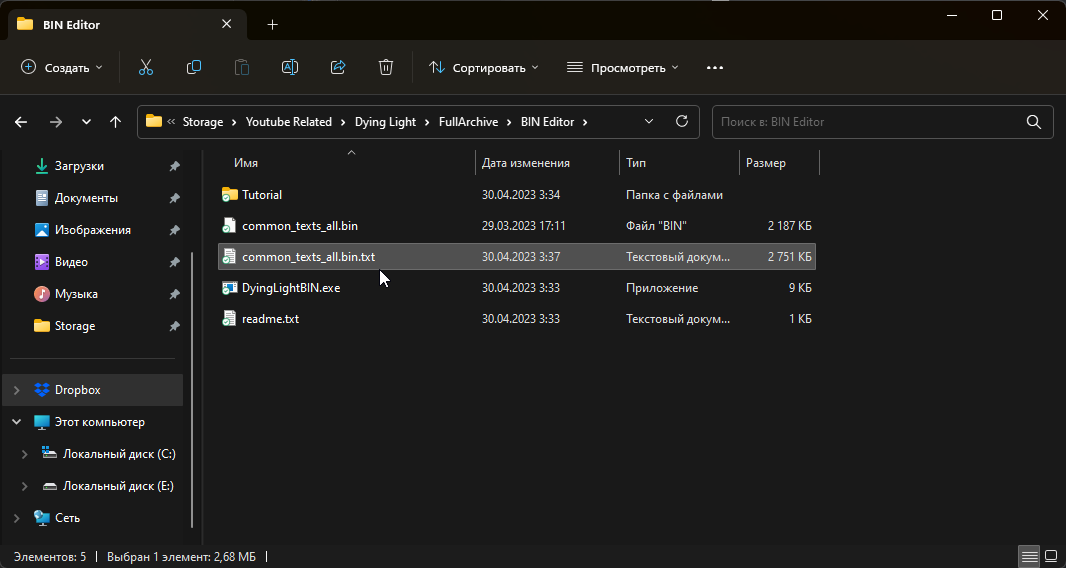 BIN Editor
Создать
Сортировать
Просмотреть
« Storage > Youtube Related > Dying Light > FullArchive > BIN Editor >
Поиск в: BIN Editor
Загрузки
Документы
Изображения
Видео
Музыка
Storage
Dropbox
Этот компьютер
Локальный диск (C:)
Локальный диск (E:)
Сеть
Имя Дата изменения Тип Размер
Tutorial 30.04.2023 3:34 Папка с файлами
common_texts_all.bin 29.03.2023 17:11 Файл "BIN" 2 187 КБ
common_texts_all.bin.txt 30.04.2023 3:37 Текстовый докум... 2 751 КБ
DyingLightBIN.exe 30.04.2023 3:33 Приложение 9 КБ
readme.txt 30.04.2023 3:33 Текстовый докум... 1 КБ
Элементов: 5 | Выбран 1 элемент: 2,68 МБ |